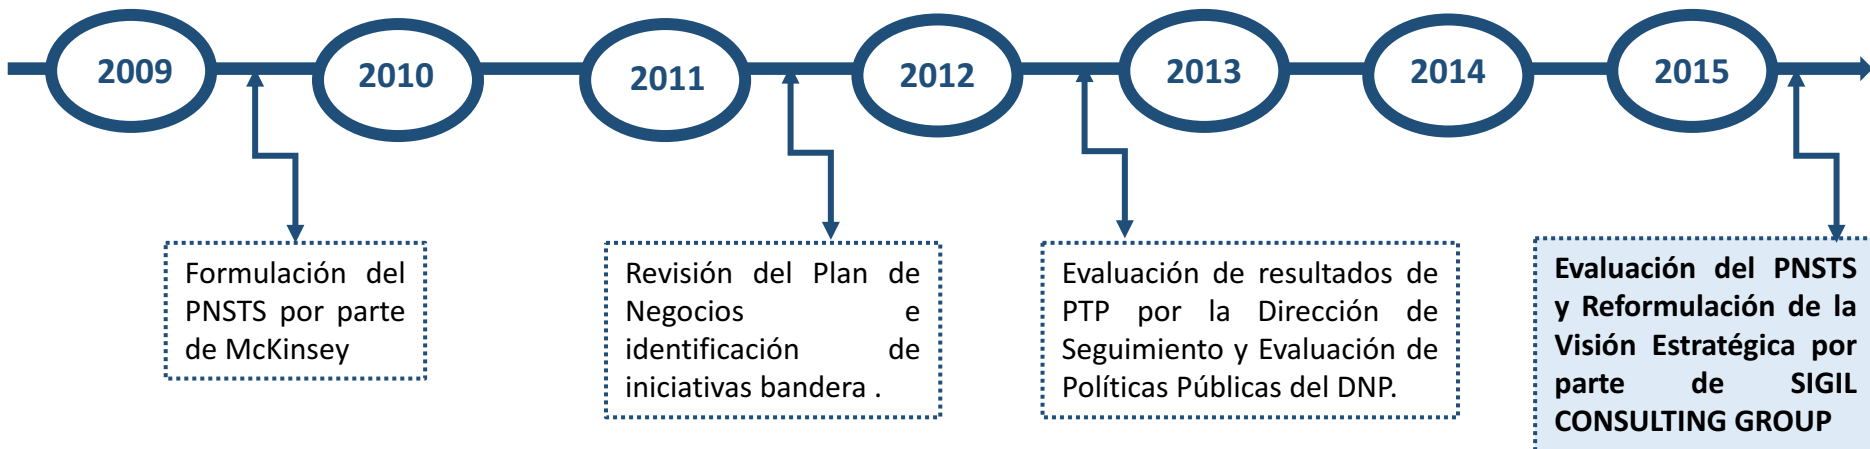 2009
2010
2011
2012
2013
2014
2015
Formulación del
PNSTS por parte
de McKinsey
Revisión del Plan de
Negocios e
identificación de
iniciativas bandera .
Evaluación de resultados de
PTP por la Dirección de
Seguimiento y Evaluación de
Políticas Públicas del DNP.
Evaluación del PNSTS
y Reformulación de la
Visión Estratégica por
parte de SIGIL
CONSULTING GROUP